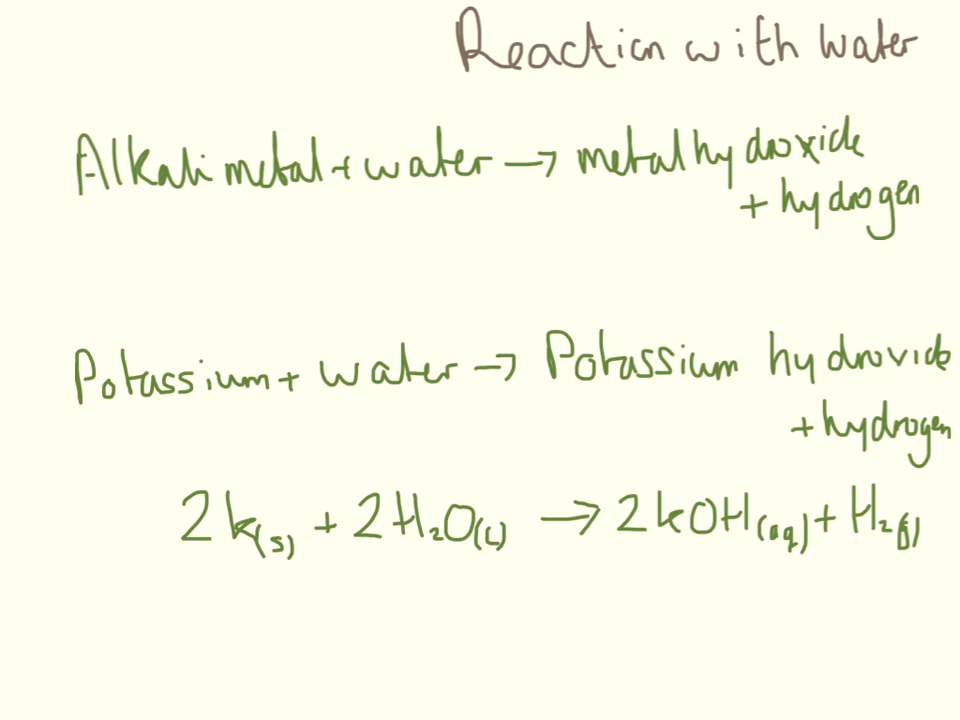 Reaction with water
Alkali metal + water → metal hydroxide
+ hydrogen
Potassium + water → Potassium hydroxide
+ hydrogen
2K(s) + 2H₂O(L) → 2KOH(aq) + H₂(g)